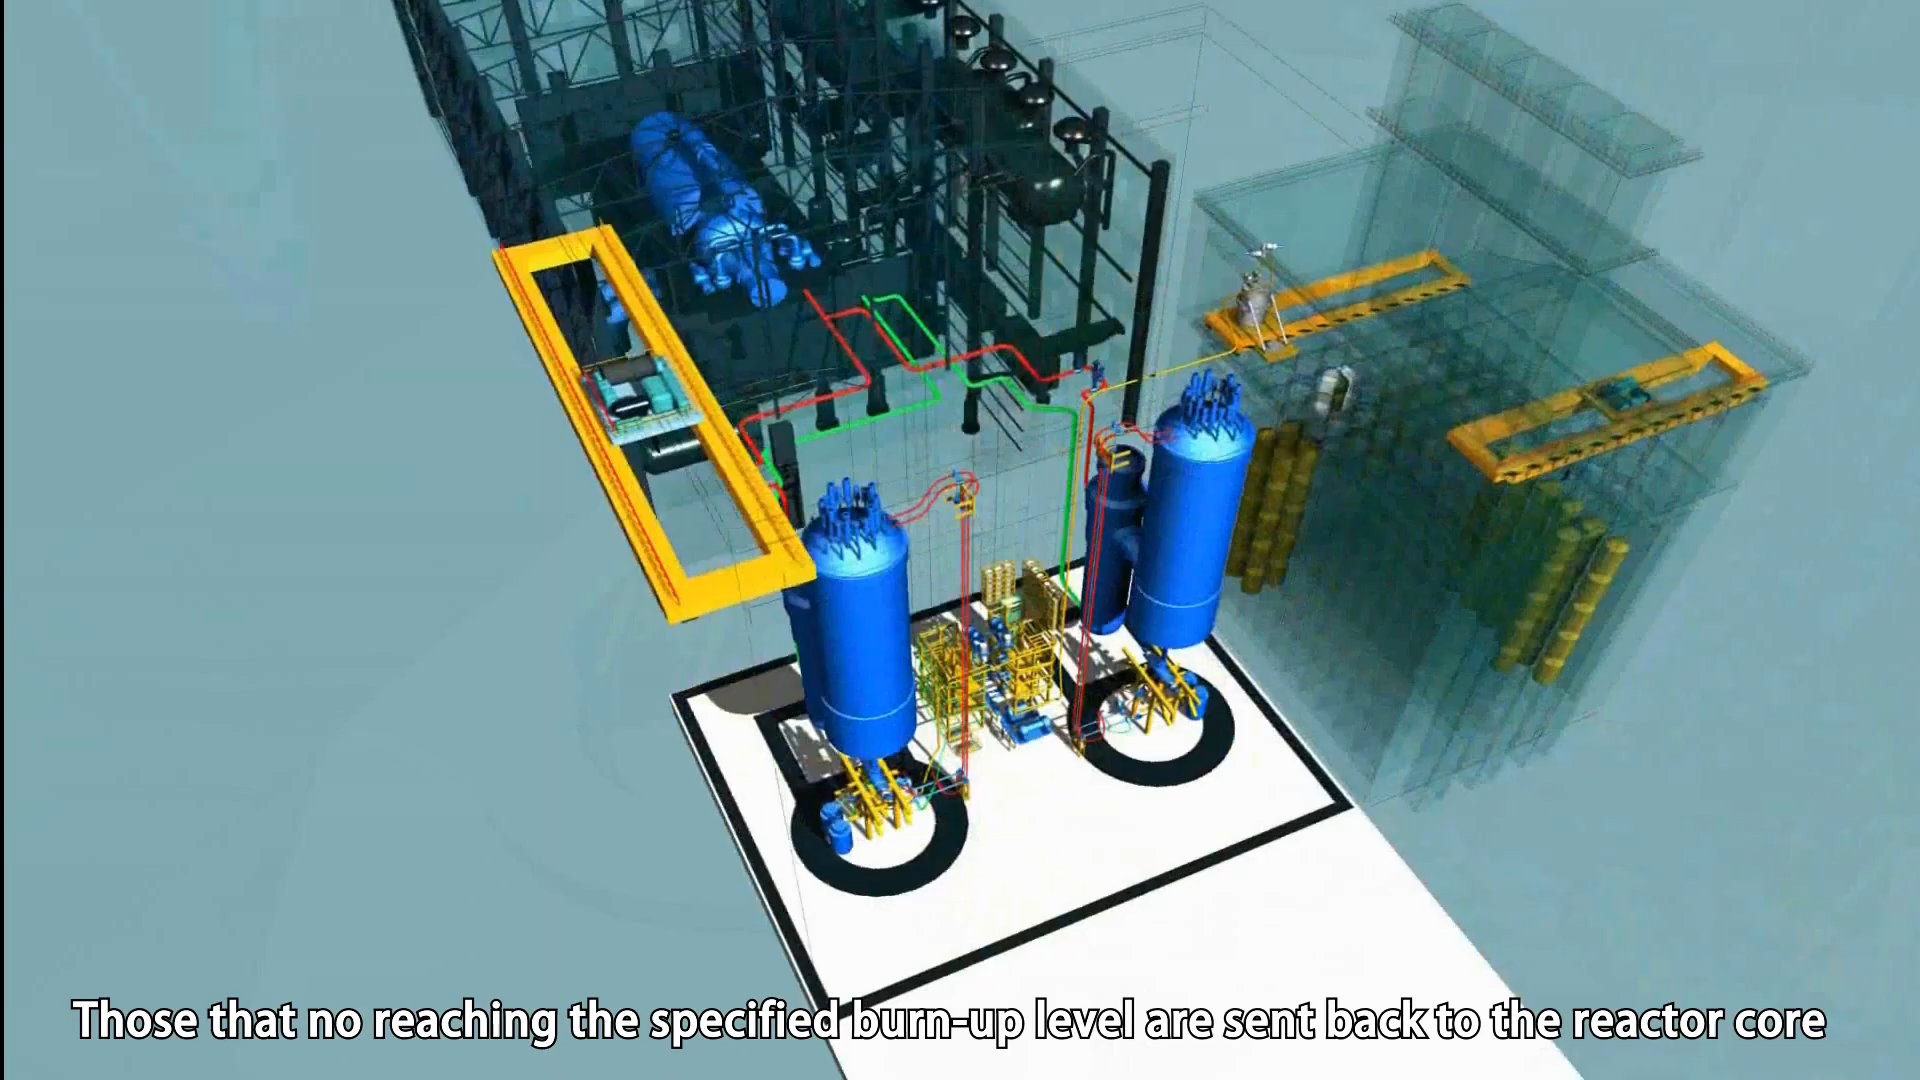 Those that no reaching the specified burn-up level are sent back to the reactor core